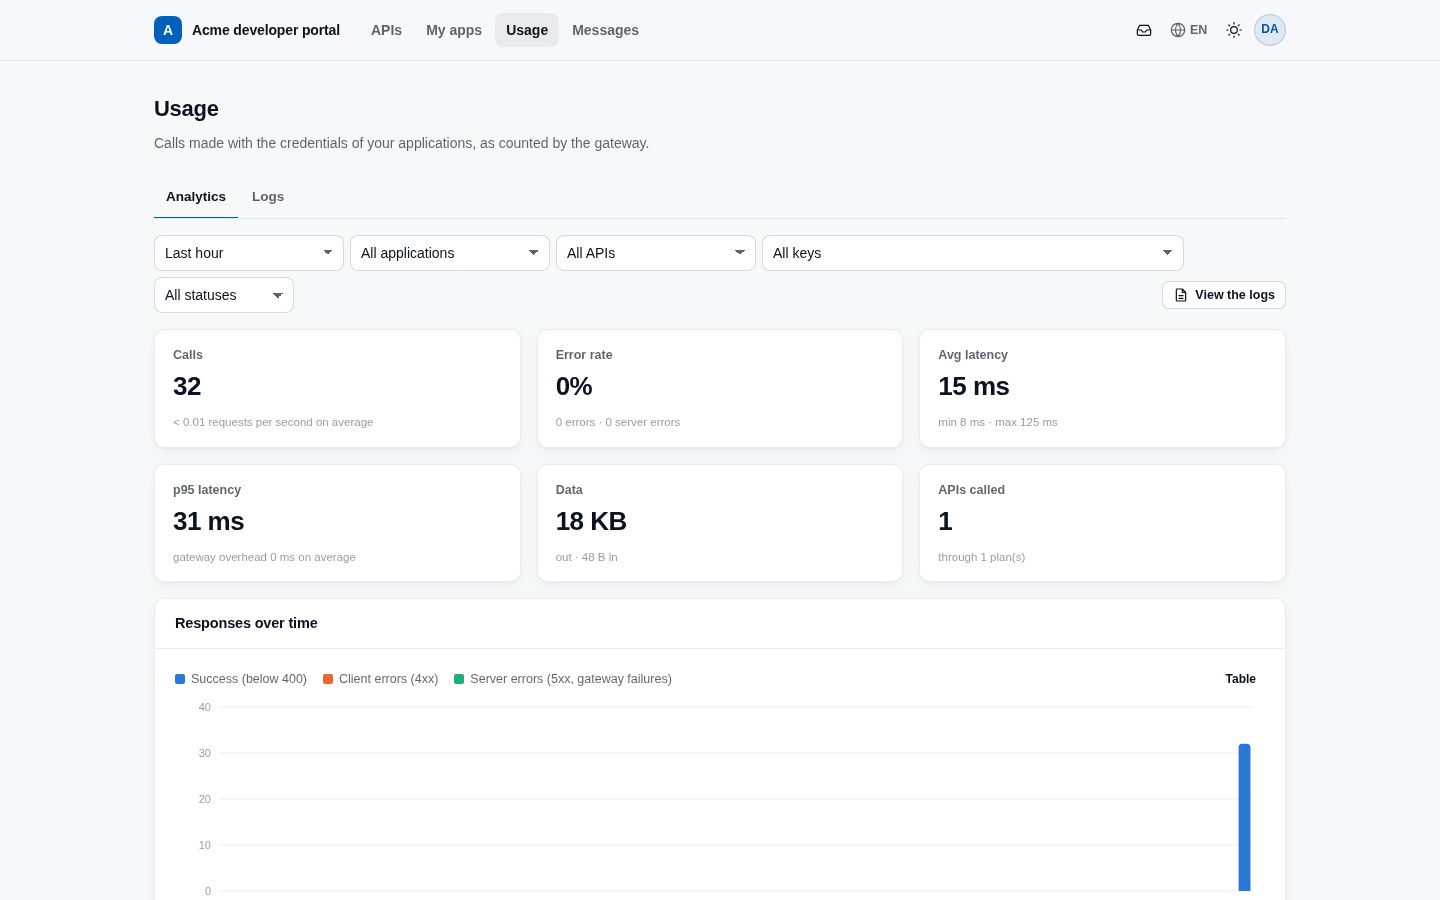 A Acme developer portal APIs My apps Usage Messages EN DA
Usage
Calls made with the credentials of your applications, as counted by the gateway.
Analytics Logs
Last hour All applications All APIs All keys
All statuses View the logs
Calls Error rate Avg latency
32 0% 15 ms
< 0.01 requests per second on average 0 errors · 0 server errors min 8 ms · max 125 ms
p95 latency Data APIs called
31 ms 18 KB 1
gateway overhead 0 ms on average out · 48 B in through 1 plan(s)
Responses over time
Success (below 400) Client errors (4xx) Server errors (5xx, gateway failures) Table
40
30
20
10
0